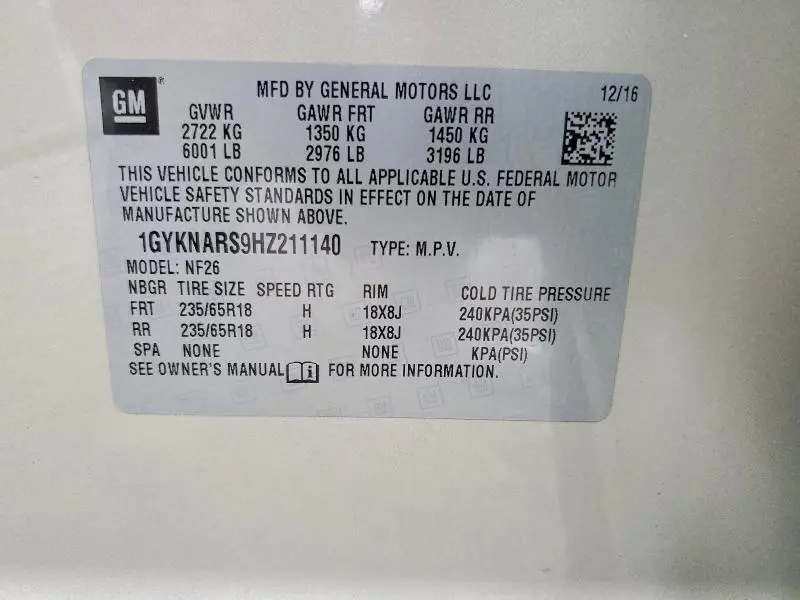 GM
MFD BY GENERAL MOTORS LLC 12/16
GVWR GAWR FRT GAWR RR
2722 KG 1350 KG 1450 KG
6001 LB 2976 LB 3196 LB
THIS VEHICLE CONFORMS TO ALL APPLICABLE U.S. FEDERAL MOTOR
VEHICLE SAFETY STANDARDS IN EFFECT ON THE DATE OF
MANUFACTURE SHOWN ABOVE.
1GYKNARS9HZ211140 TYPE: M.P.V.
MODEL: NF26
NBGR TIRE SIZE SPEED RTG RIM COLD TIRE PRESSURE
FRT 235/65R18 H 18X8J 240KPA(35PSI)
RR 235/65R18 H 18X8J 240KPA(35PSI)
SPA NONE NONE KPA(PSI)
SEE OWNER'S MANUAL i FOR MORE INFORMATION.